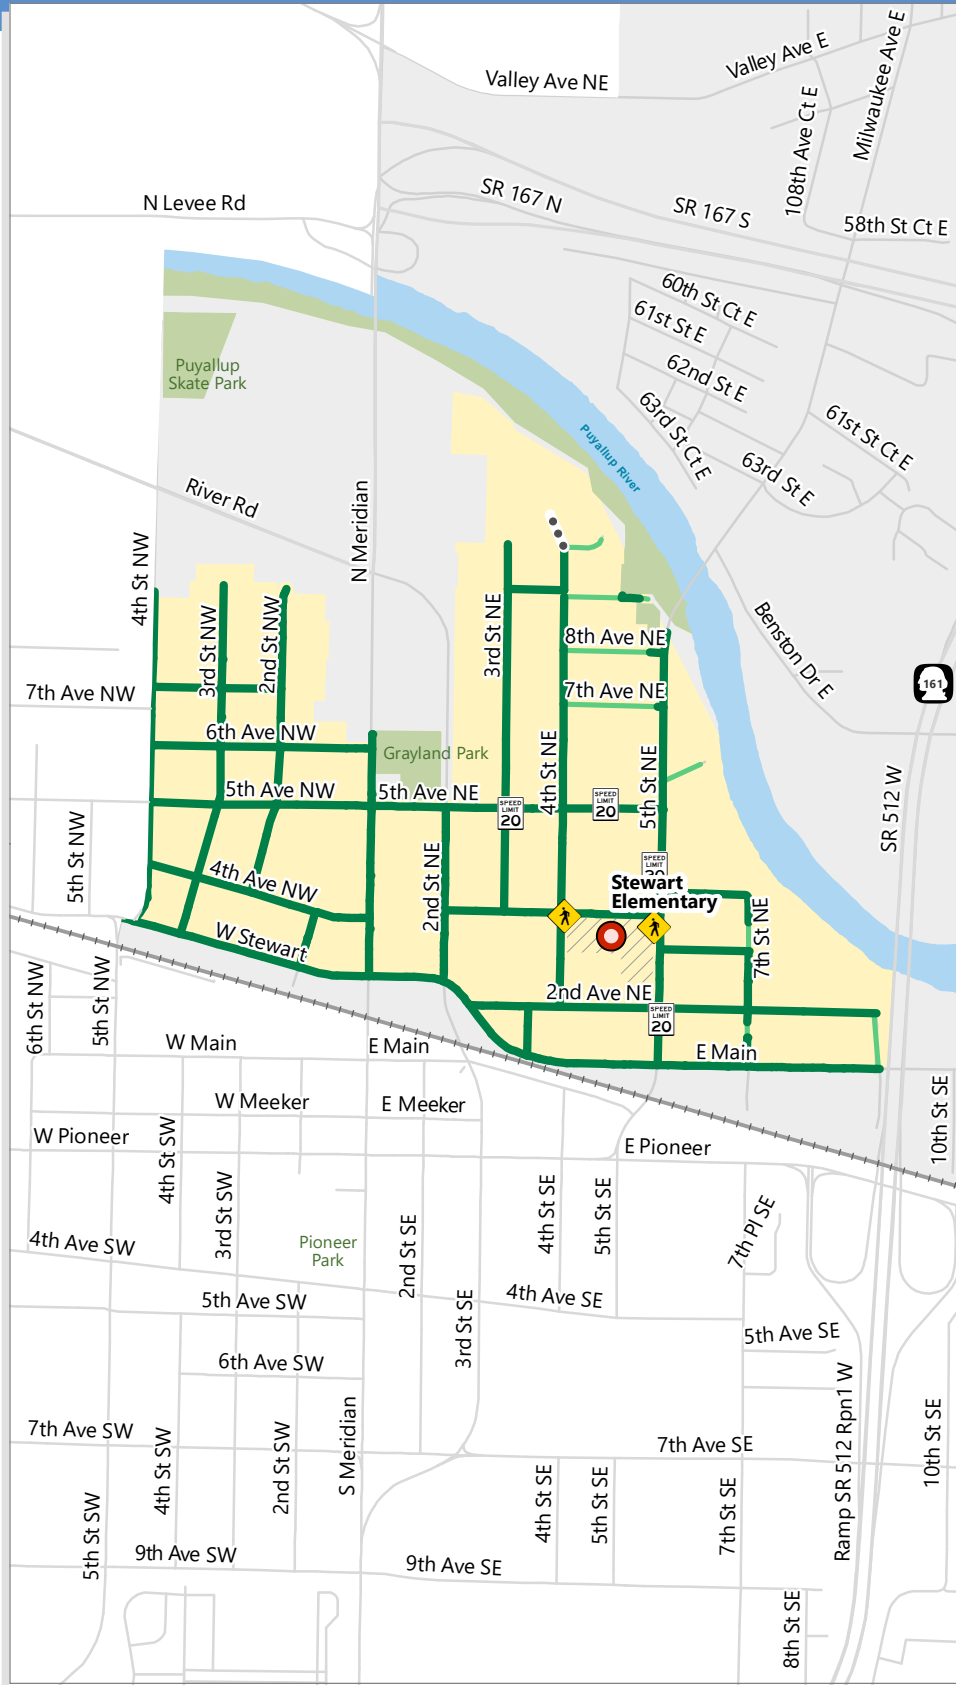 Valley Ave NE
Valley Ave E
Milwaukee Ave E
108th Ave Ct E
N Levee Rd
SR 167 N
SR 167 S
58th St Ct E
60th St Ct E
61st St E
62nd St E
63rd St Ct E
63rd St E
61st St Ct E
Puyallup
Skate Park
Puyallup River
River Rd
N Meridian
4th St NW
3rd St NW
2nd St NW
3rd St NE
8th Ave NE
7th Ave NE
Benston Dr E
161
7th Ave NW
6th Ave NW
Grayland Park
5th Ave NW
5th Ave NE
4th St NE
5th St NE
SPEED
LIMIT
20
SPEED
LIMIT
20
SPEED
LIMIT
20
SR 512 W
5th St NW
4th Ave NW
2nd St NE
Stewart
Elementary
7th St NE
W Stewart
2nd Ave NE
SPEED
LIMIT
20
6th St NW
5th St NW
W Main
E Main
E Main
W Meeker
E Meeker
W Pioneer
E Pioneer
10th St SE
4th St SW
3rd St SW
4th St SE
5th St SE
7th Pl SE
4th Ave SW
Pioneer
Park
2nd St SE
3rd St SE
4th Ave SE
5th Ave SW
5th Ave SE
6th Ave SW
7th Ave SW
7th Ave SE
4th St SW
2nd St SW
S Meridian
Ramp SR 512 Rpn1 W
10th St SE
5th St SW
4th St SE
5th St SE
7th St SE
9th Ave SW
9th Ave SE
8th St SE